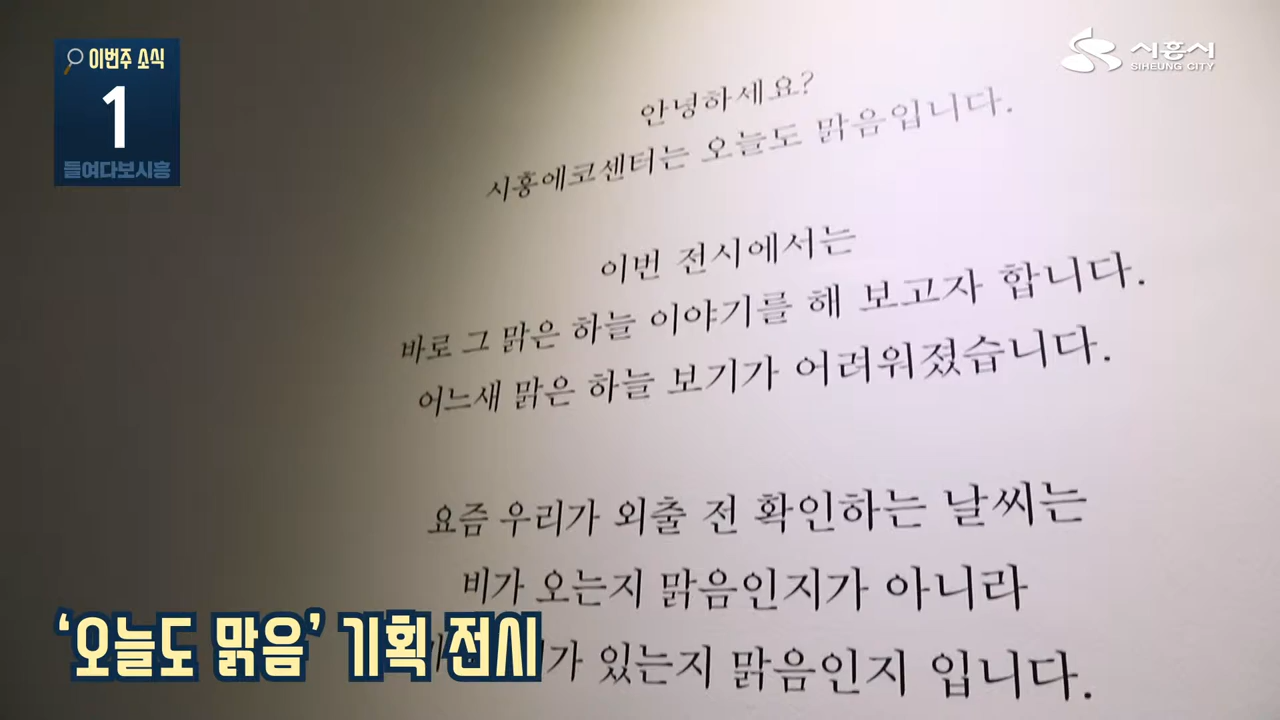 이번주 소식
1
들여다보시흥
시흥시
SIHEUNG CITY
안녕하세요?
시흥에코센터는 오늘도 맑음입니다.
이번 전시에서는
바로 그 맑은 하늘 이야기를 해 보고자 합니다.
어느새 맑은 하늘 보기가 어려워졌습니다.
요즘 우리가 외출 전 확인하는 날씨는
비가 오는지 맑음인지가 아니라
가 있는지 맑음인지 입니다.
‘오늘도 맑음’ 기획 전시